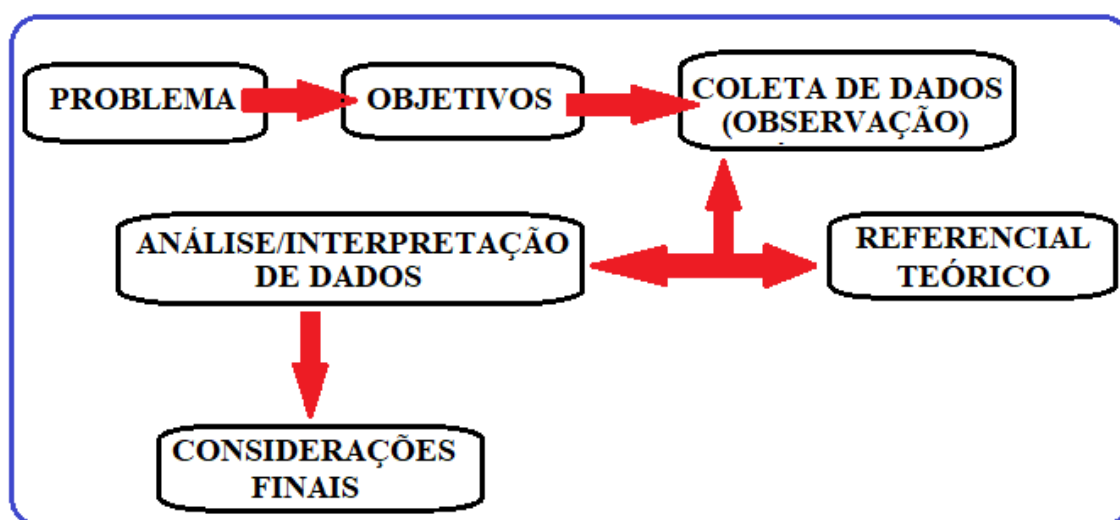 PROBLEMA
OBJETIVOS
COLETA DE DADOS
(OBSERVAÇÃO)
ANÁLISE/INTERPRETAÇÃO
DE DADOS
REFERENCIAL
TEÓRICO
CONSIDERAÇÕES
FINAIS